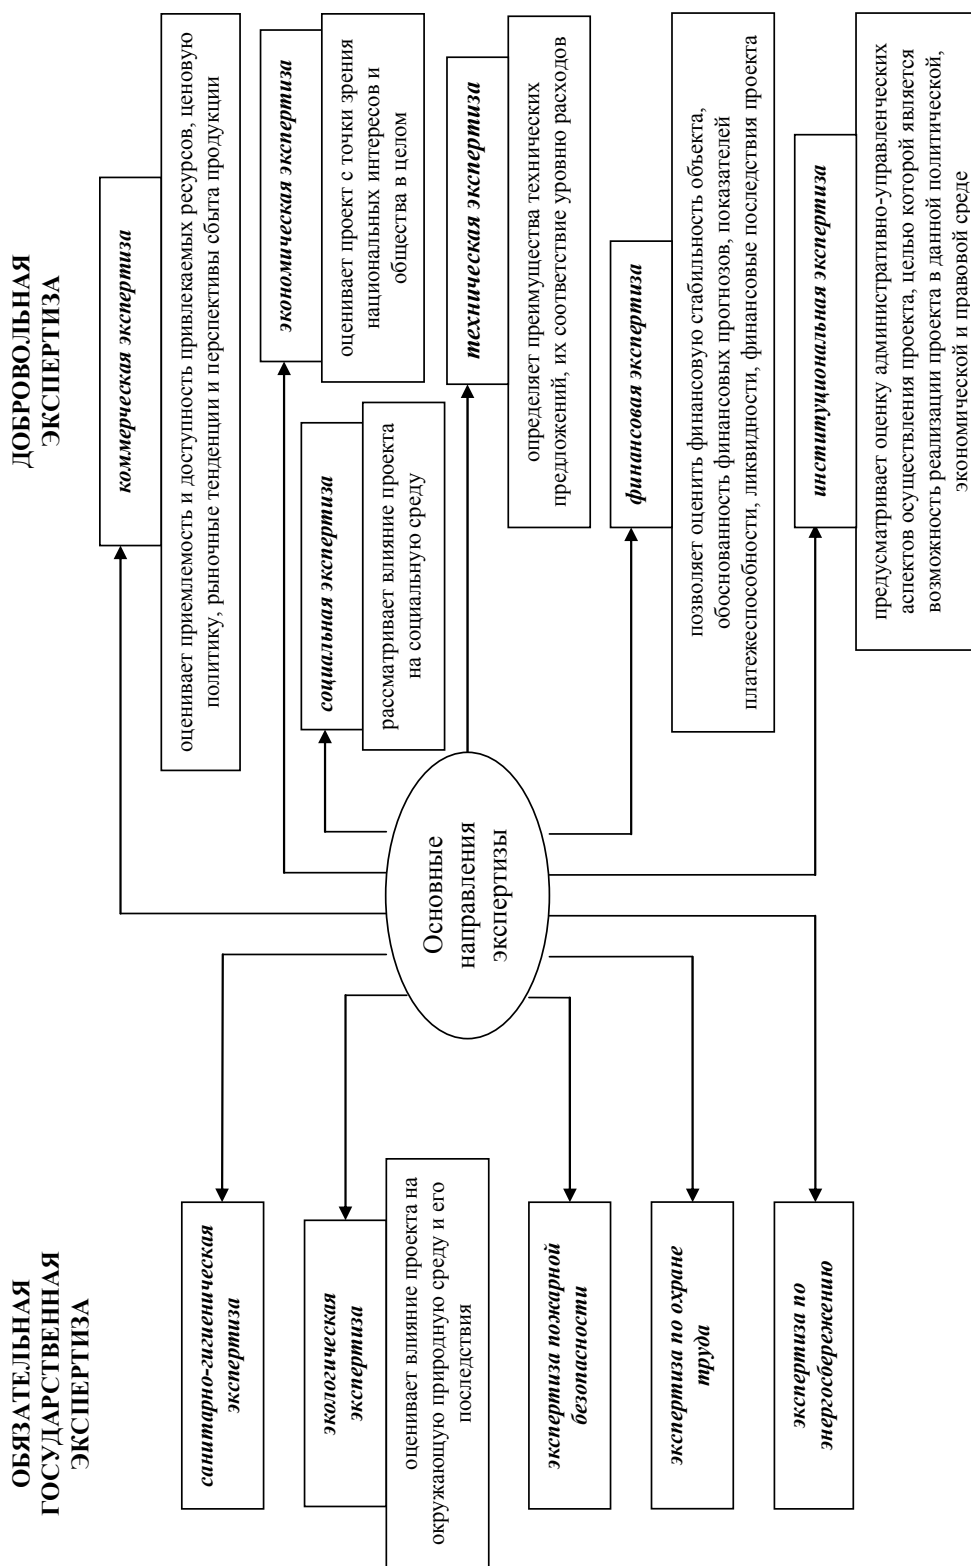 ОБЯЗАТЕЛЬНАЯ
ГОСУДАРСТВЕННАЯ
ЭКСПЕРТИЗА
санитарно-гигиеническая
экспертиза
экологическая
экспертиза
оценивает влияние проекта на
окружающую природную среду и его
последствия
экспертиза пожарной
безопасности
экспертиза по охране
труда
экспертиза по
энергосбережению
Основные
направления
экспертизы
ДОБРОВОЛЬНАЯ
ЭКСПЕРТИЗА
коммерческая экспертиза
оценивает приемлемость и доступность привлекаемых ресурсов, ценовую
политику, рыночные тенденции и перспективы сбыта продукции
экономическая экспертиза
оценивает проект с точки зрения
национальных интересов и
общества в целом
социальная экспертиза
рассматривает влияние проекта
на социальную среду
техническая экспертиза
определяет преимущества технических
предложений, их соответствие уровню расходов
финансовая экспертиза
позволяет оценить финансовую стабильность объекта,
обоснованность финансовых прогнозов, показателей
платежеспособности, ликвидности, финансовые последствия проекта
институциональная экспертиза
предусматривает оценку административно-управленческих
аспектов осуществления проекта, целью которой является
возможность реализации проекта в данной политической,
экономической и правовой среде